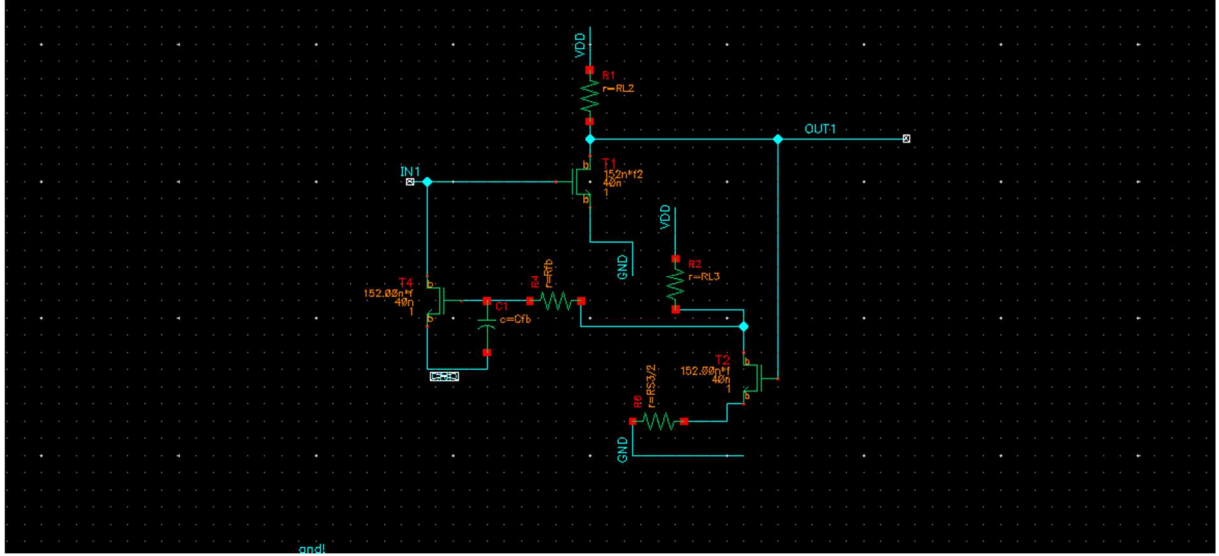 VDD
R1
r=RL2
OUT1
IN1
b
T1
152n*f2
40n
1
b
VDD
GND
R2
r=RL3
T4
152.00n*f
40n
1
b
b
C1
c=Cfb
R4
r=Rfb
152.00n*f
40n
1
b
b
R6
r=RS3/2
GND
gnd!